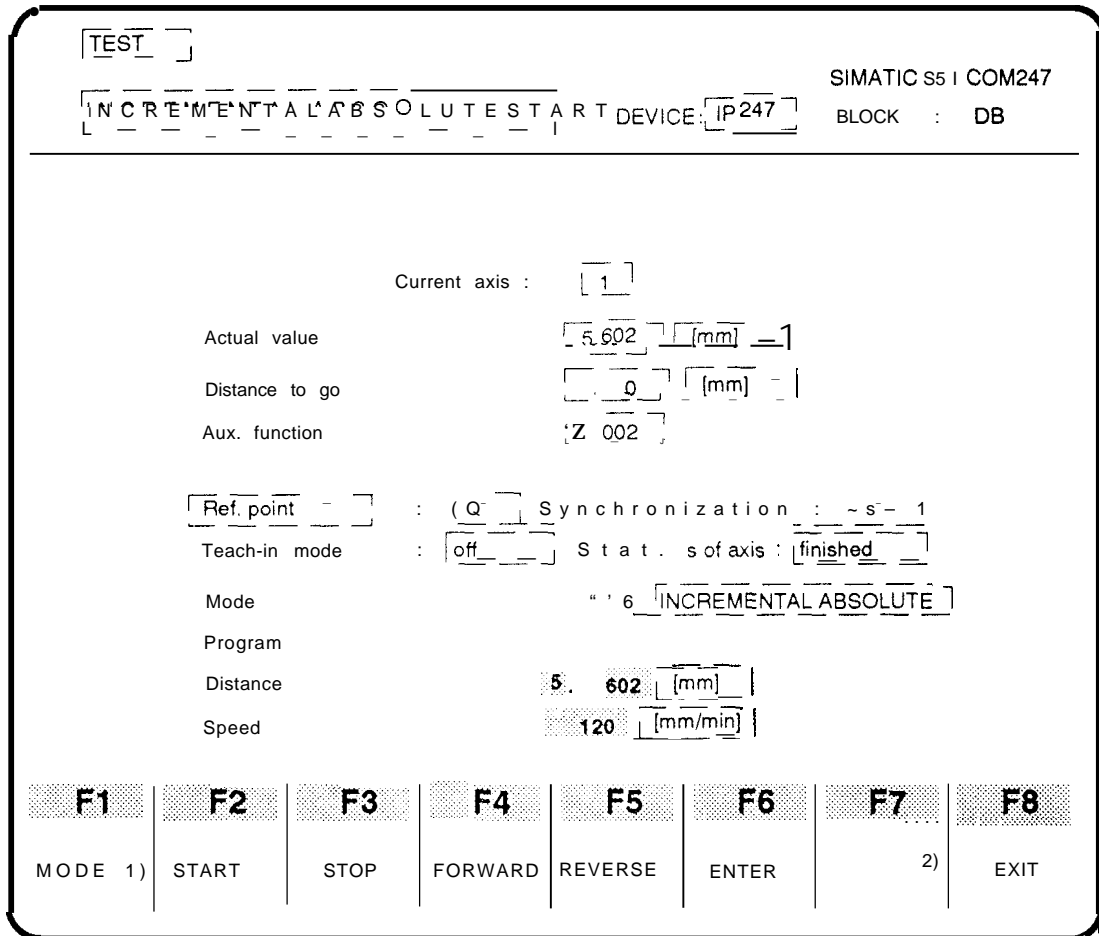 TEST
SIMATIC S5 I COM247
INCREMENTAL ABSOLUTE START DEVICE: IP247 BLOCK : DB
Current axis : 1
Actual value 5.602 [mm]
Distance to go . 0 [mm]
Aux. function Z 002
Ref. point : Synchronization :
Teach-in mode : off Stat. s of axis : finished
Mode 6 INCREMENTAL ABSOLUTE
Program
Distance 5. 602 [mm]
Speed 120 [mm/min]
F1 F2 F3 F4 F5 F6 F7 F8
MODE 1) START STOP FORWARD REVERSE ENTER 2) EXIT